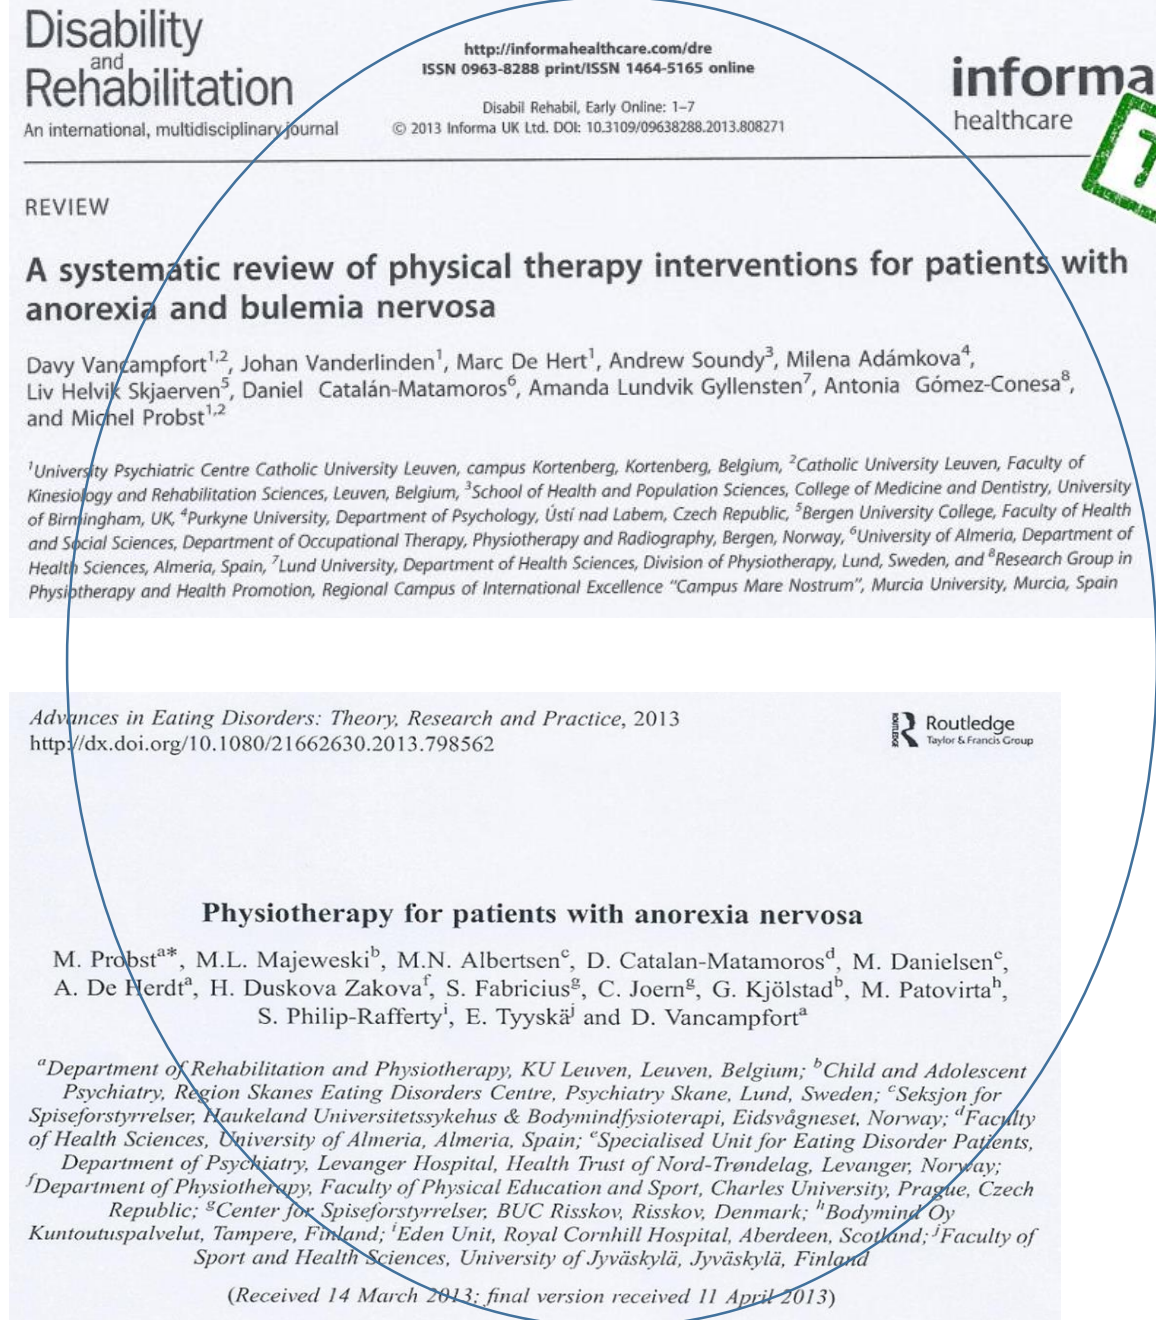 Disability
and
Rehabilitation
An international, multidisciplinary journal
http://informahealthcare.com/dre
ISSN 0963-8288 print/ISSN 1464-5165 online
Disabil Rehabil, Early Online: 1–7
© 2013 Informa UK Ltd. DOI: 10.3109/09638288.2013.808271
informa
healthcare
REVIEW
A systematic review of physical therapy interventions for patients with
anorexia and bulemia nervosa
Davy Vancampfort1,2, Johan Vanderlinden1, Marc De Hert1, Andrew Soundy3, Milena Adámkova4,
Liv Helvik Skjaerven5, Daniel Catalán-Matamoros6, Amanda Lundvik Gyllensten7, Antonia Gómez-Conesa8,
and Michel Probst1,2
1University Psychiatric Centre Catholic University Leuven, campus Kortenberg, Kortenberg, Belgium, 2Catholic University Leuven, Faculty of
Kinesiology and Rehabilitation Sciences, Leuven, Belgium, 3School of Health and Population Sciences, College of Medicine and Dentistry, University
of Birmingham, UK, 4Purkyne University, Department of Psychology, Ústí nad Labem, Czech Republic, 5Bergen University College, Faculty of Health
and Social Sciences, Department of Occupational Therapy, Physiotherapy and Radiography, Bergen, Norway, 6University of Almeria, Department of
Health Sciences, Almeria, Spain, 7Lund University, Department of Health Sciences, Division of Physiotherapy, Lund, Sweden, and 8Research Group in
Physiotherapy and Health Promotion, Regional Campus of International Excellence “Campus Mare Nostrum”, Murcia University, Murcia, Spain
Advances in Eating Disorders: Theory, Research and Practice, 2013
http://dx.doi.org/10.1080/21662630.2013.798562
ROUTLEDGE
Routledge
Taylor & Francis Group
Physiotherapy for patients with anorexia nervosa
M. Probsta*, M.L. Majeweskib, M.N. Albertsenc, D. Catalan-Matamorosd, M. Danielsene,
A. De Herdta, H. Duskova Zakovaf, S. Fabriciusg, C. Joerng, G. Kjölstadb, M. Patovirtah,
S. Philip-Raffertyi, E. Tyyskäj and D. Vancampforta
aDepartment of Rehabilitation and Physiotherapy, KU Leuven, Leuven, Belgium; bChild and Adolescent
Psychiatry, Region Skanes Eating Disorders Centre, Psychiatry Skane, Lund, Sweden; cSeksjon for
Spiseforstyrrelser, Haukeland Universitetssykehus & Bodymindfysioterapi, Eidsvågneset, Norway; dFaculty
of Health Sciences, University of Almeria, Almeria, Spain; eSpecialised Unit for Eating Disorder Patients,
Department of Psychiatry, Levanger Hospital, Health Trust of Nord-Trøndelag, Levanger, Norway;
fDepartment of Physiotherapy, Faculty of Physical Education and Sport, Charles University, Prague, Czech
Republic; gCenter for Spiseforstyrrelser, BUC Risskov, Risskov, Denmark; hBodymind Oy
Kuntoutuspalvelut, Tampere, Finland; iEden Unit, Royal Cornhill Hospital, Aberdeen, Scotland; jFaculty of
Sport and Health Sciences, University of Jyväskylä, Jyväskylä, Finland
(Received 14 March 2013; final version received 11 April 2013)